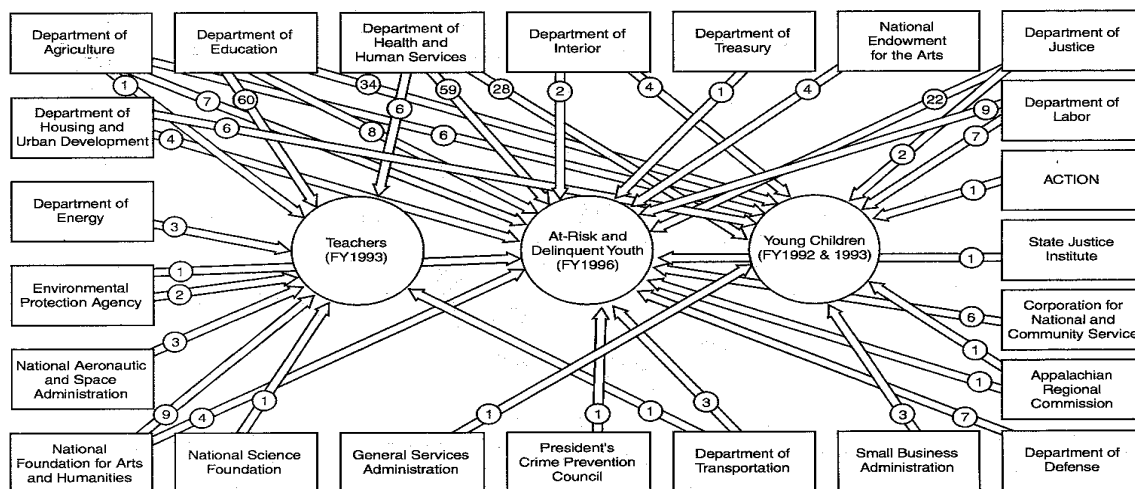 Department of
Agriculture
Department of
Education
Department of
Health and
Human Services
Department of
Interior
Department of
Treasury
National
Endowment
for the Arts
Department of
Justice
1
7
60
34
6
59
28
2
4
1
4
22
9
Department of
Housing and
Urban Development
4
6
8
6
2
7
Department of
Labor
ACTION
1
Department of
Energy
3
Teachers
(FY1993)
At-Risk and
Delinquent Youth
(FY1996)
Young Children
(FY1992 & 1993)
State Justice
Institute
1
Environmental
Protection Agency
1
2
Corporation for
National and
Community Service
6
National Aeronautic
and Space
Administration
3
1
Appalachian
Regional
Commission
1
9
4
1
1
1
1
3
3
7
National
Foundation for Arts
and Humanities
National Science
Foundation
General Services
Administration
President's
Crime Prevention
Council
Department of
Transportation
Small Business
Administration
Department of
Defense